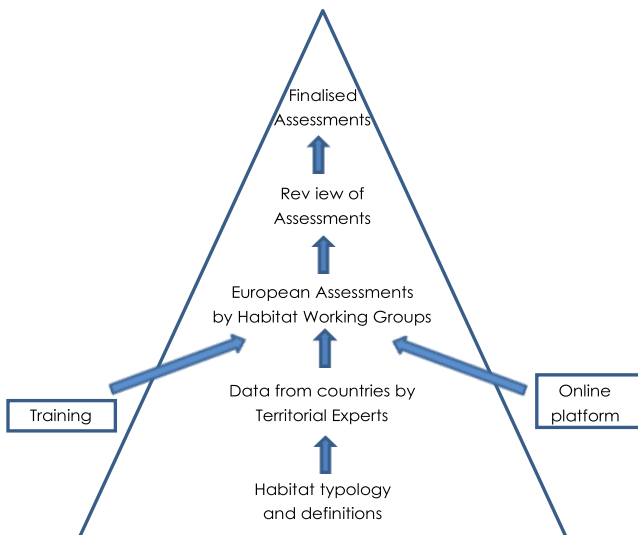 Finalised
Assessments
Rev iew of
Assessments
European Assessments
by Habitat Working Groups
Training
Data from countries by
Territorial Experts
Online
platform
Habitat typology
and definitions